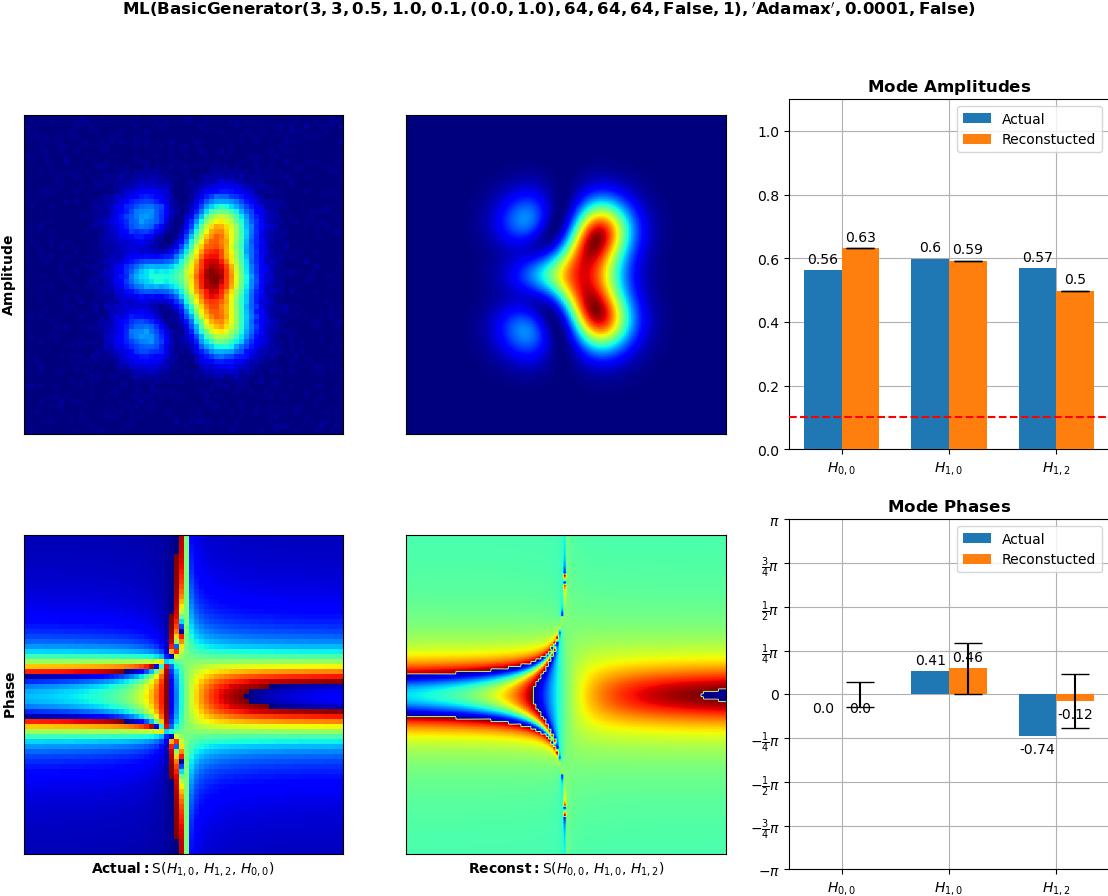 ML(BasicGenerator(3, 3, 0.5, 1.0, 0.1, (0.0, 1.0), 64, 64, 64, False, 1), ′Adamax′, 0.0001, False)
Mode Amplitudes
Amplitude
1.0
0.8
0.6
0.4
0.2
0.0
Actual
Reconstucted
0.56
0.63
0.6
0.59
0.57
0.5
H0,0
H1,0
H1,2
Mode Phases
Phase
π
3/4π
1/2π
1/4π
0
−1/4π
−1/2π
−3/4π
−π
Actual
Reconstucted
0.0
0.0
0.41
0.46
-0.74
-0.12
H0,0
H1,0
H1,2
Actual: S(H1,0, H1,2, H0,0)
Reconst: S(H0,0, H1,0, H1,2)